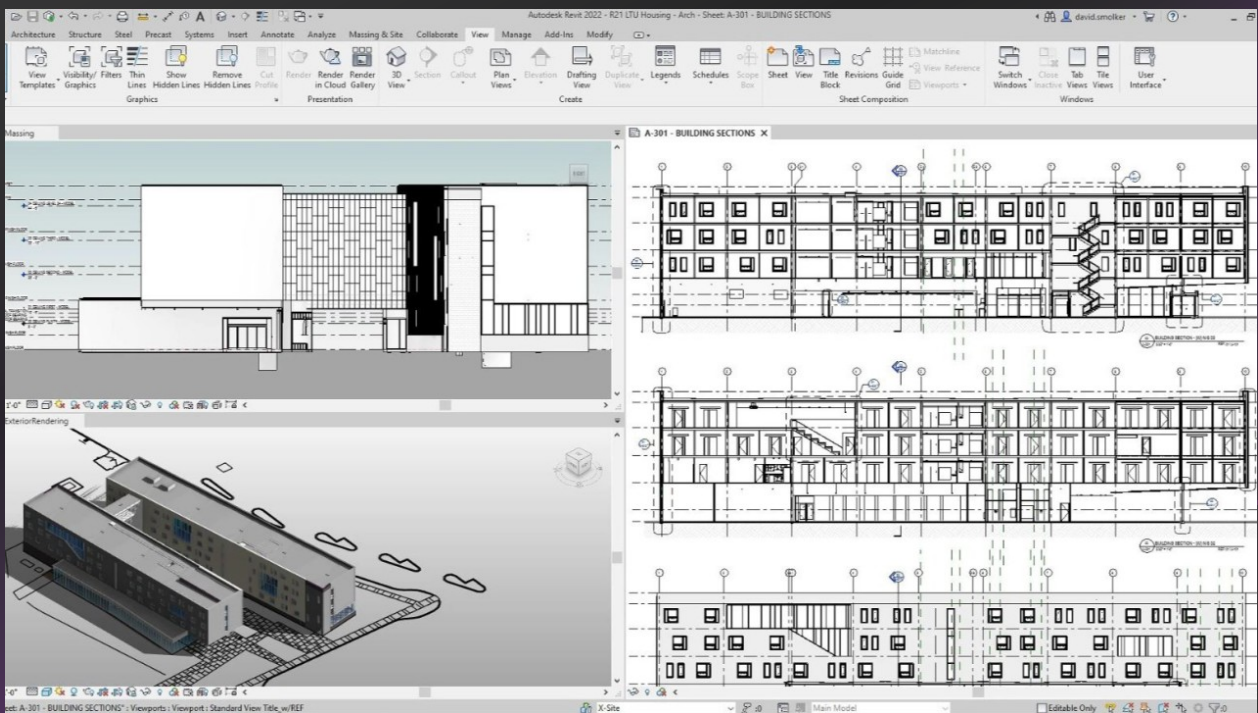 Autodesk Revit 2022 - R21 LTU Housing - Arch - Sheet: A-301 - BUILDING SECTIONS
david.smolker
Architecture Structure Steel Precast Systems Insert Annotate Analyze Massing & Site Collaborate View Manage Add-Ins Modify
View Templates
Visibility/ Graphics
Filters
Thin Lines
Show Hidden Lines
Remove Hidden Lines
Cut Profile
Render
Render in Cloud
Render Gallery
3D View
Section
Callout
Plan Views
Elevation
Drafting View
Duplicate View
Legends
Schedules
Scope Box
Sheet
View
Title Block
Revisions
Guide Grid
Matchline
View Reference
Viewports
Switch Windows
Close Inactive
Tab Views
Tile Views
User Interface
Graphics Presentation Create Sheet Composition Windows
Massing
A-301 - BUILDING SECTIONS
ExteriorRendering
eet: A-301 - BUILDING SECTIONS" : Viewports : Viewport : Standard View Title_w/REF
X-Site
:0
Main Model
Editable Only
:0